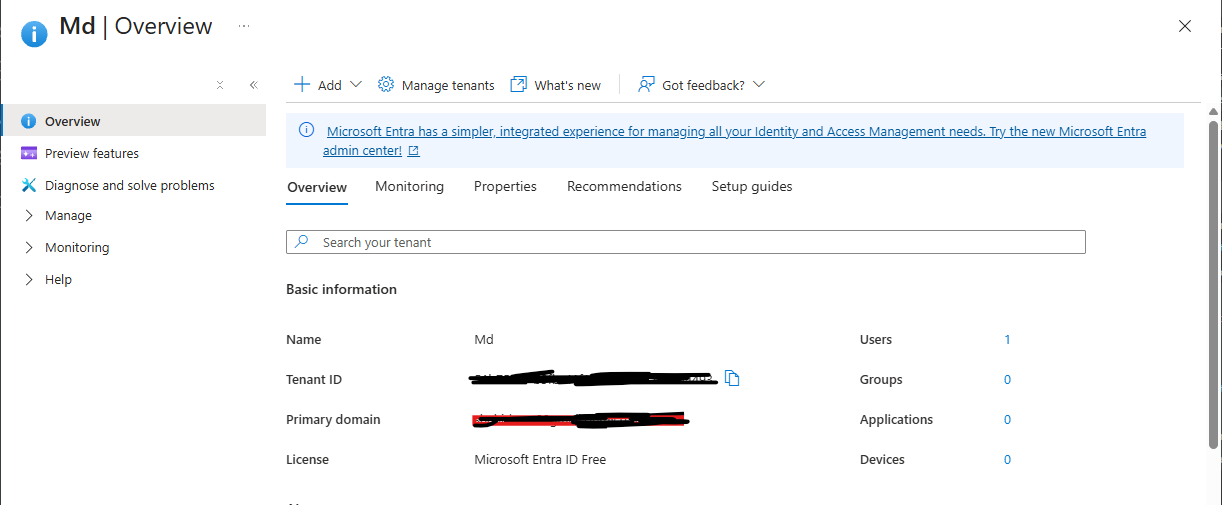 Md | Overview ...
Add
Manage tenants
What's new
Got feedback?
Overview
Preview features
Diagnose and solve problems
Manage
Monitoring
Help
Microsoft Entra has a simpler, integrated experience for managing all your Identity and Access Management needs. Try the new Microsoft Entra
admin center!
Overview Monitoring Properties Recommendations Setup guides
Search your tenant
Basic information
Name Md Users 1
Tenant ID Groups 0
Primary domain Applications 0
License Microsoft Entra ID Free Devices 0